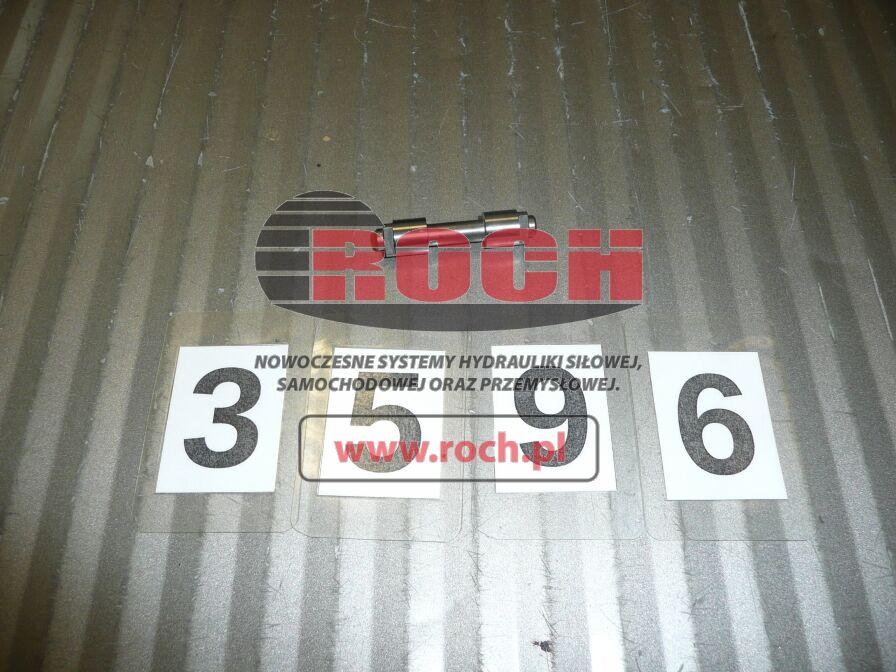 ROCH
NOWOCZESNE SYSTEMY HYDRAULIKI SIŁOWEJ,
SAMOCHODOWEJ ORAZ PRZEMYSŁOWEJ.
3 5 9 6
www.roch.pl